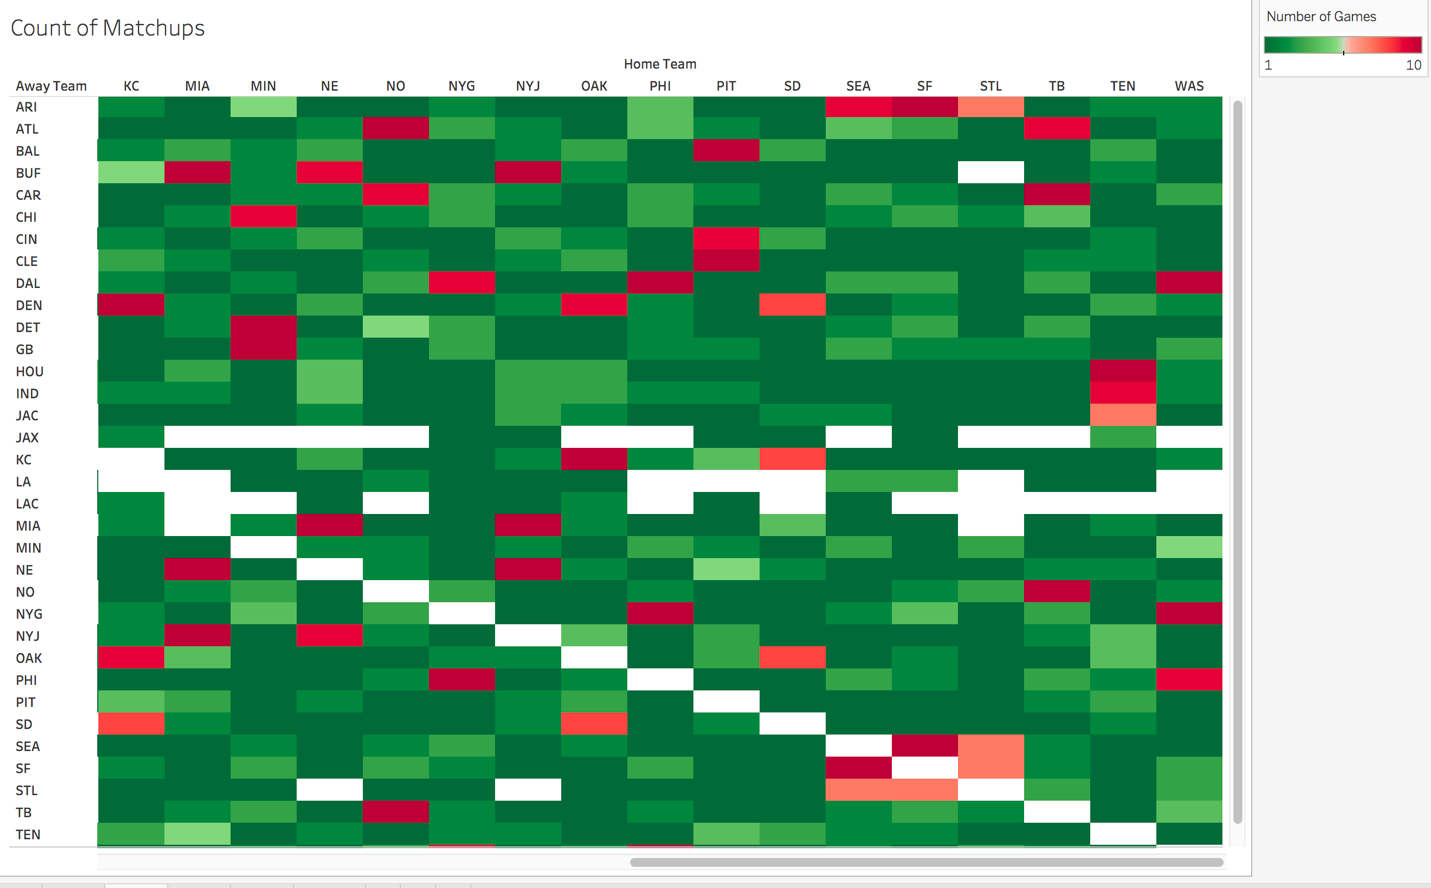 Count of Matchups
Number of Games
1 10
Home Team
Away Team KC MIA MIN NE NO NYG NYJ OAK PHI PIT SD SEA SF STL TB TEN WAS
ARI
ATL
BAL
BUF
CAR
CHI
CIN
CLE
DAL
DEN
DET
GB
HOU
IND
JAC
JAX
KC
LA
LAC
MIA
MIN
NE
NO
NYG
NYJ
OAK
PHI
PIT
SD
SEA
SF
STL
TB
TEN